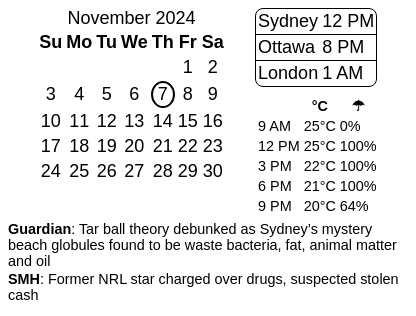 November 2024
Su Mo Tu We Th Fr Sa
1 2
3 4 5 6 7 8 9
10 11 12 13 14 15 16
17 18 19 20 21 22 23
24 25 26 27 28 29 30
Sydney 12 PM
Ottawa 8 PM
London 1 AM
°C ☂
9 AM 25°C 0%
12 PM 25°C 100%
3 PM 22°C 100%
6 PM 21°C 100%
9 PM 20°C 64%
Guardian: Tar ball theory debunked as Sydney's mystery
beach globules found to be waste bacteria, fat, animal matter
and oil
SMH: Former NRL star charged over drugs, suspected stolen
cash